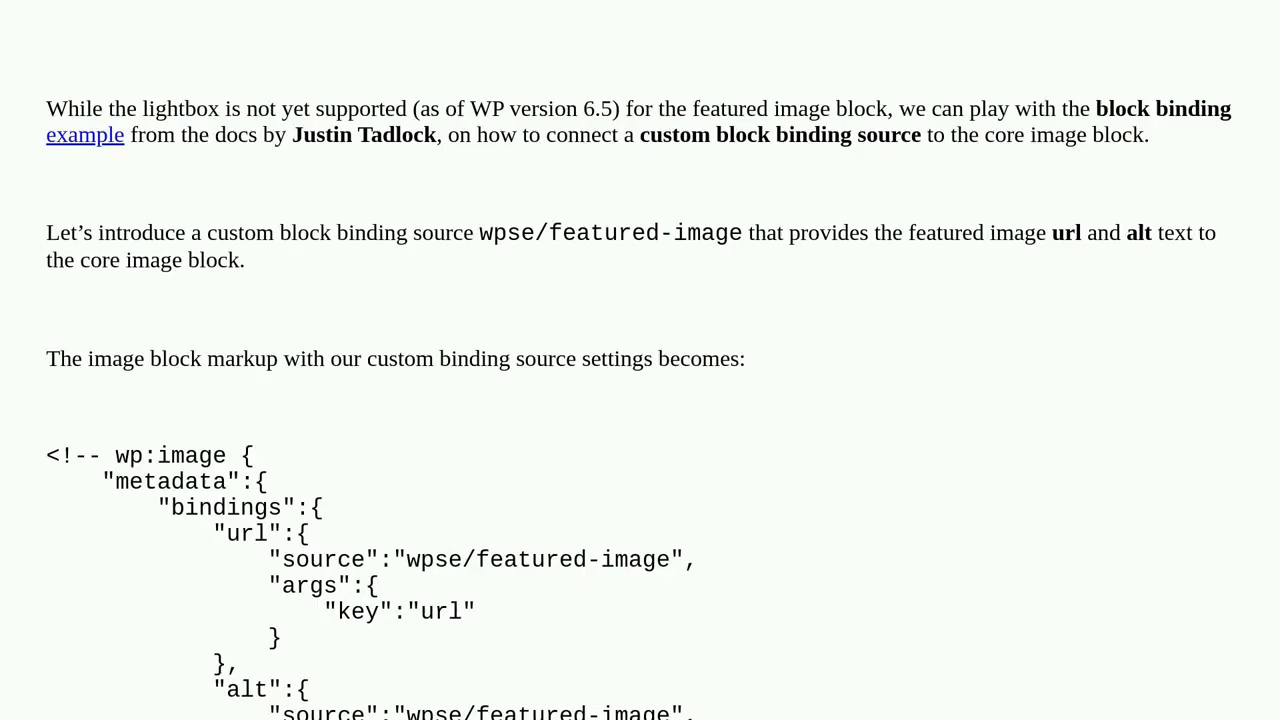 While the lightbox is not yet supported (as of WP version 6.5) for the featured image block, we can play with the block binding
example from the docs by Justin Tadlock, on how to connect a custom block binding source to the core image block.
Let’s introduce a custom block binding source wpse/featured-image that provides the featured image url and alt text to
the core image block.
The image block markup with our custom binding source settings becomes:
<!-- wp:image {
    "metadata":{
        "bindings":{
            "url":{
                "source":"wpse/featured-image",
                "args":{
                    "key":"url"
                }
            },
            "alt":{
                "source":"wpse/featured-image",